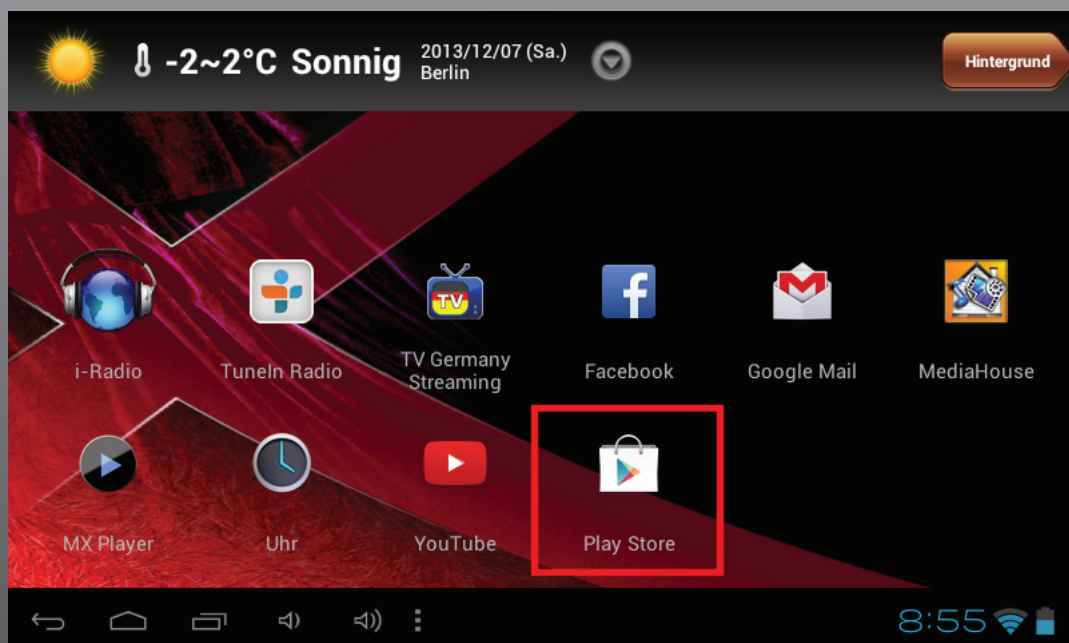 -2~2°C Sonnig
2013/12/07 (Sa.)
Berlin
Hintergrund
TV
i-Radio
TuneIn Radio
TV Germany
Streaming
Facebook
Google Mail
MediaHouse
MX Player
Uhr
YouTube
Play Store
8:55